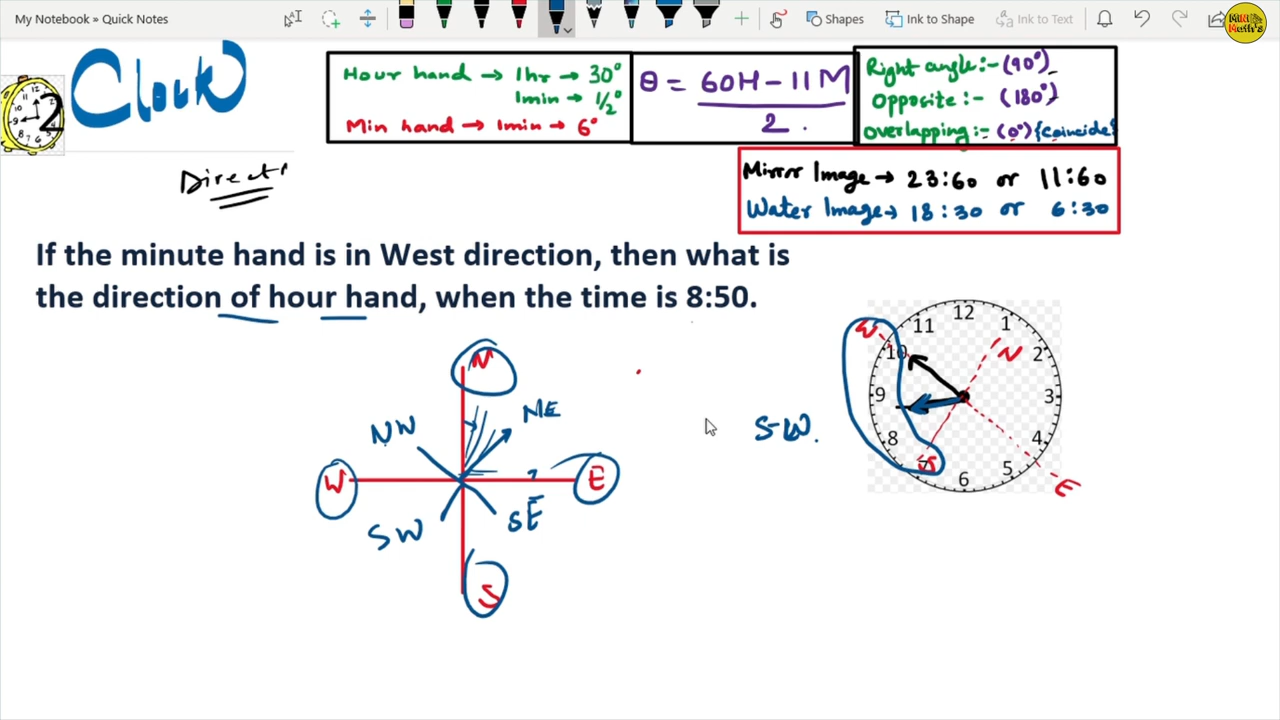 My Notebook » Quick Notes
Shapes
Ink to Shape
Ink to Text
Mini Math's
Clock
2
Hour hand → 1hr → 30°
1min → 1/2°
Min hand → 1min → 6°
θ = 60H - 11M
2
Right angle:- (90°)
Opposite :- (180°)
Overlapping :- (0°) {Coincide}
Mirror Image → 23:60 or 11:60
Water Image → 18:30 or 6:30
Direct
If the minute hand is in West direction, then what is
the direction of hour hand, when the time is 8:50.
N
NE
NW
W
E
SW
SE
S
S-W.
12
11
1
W
N
10
2
9
3
8
4
S
7
5
6
E